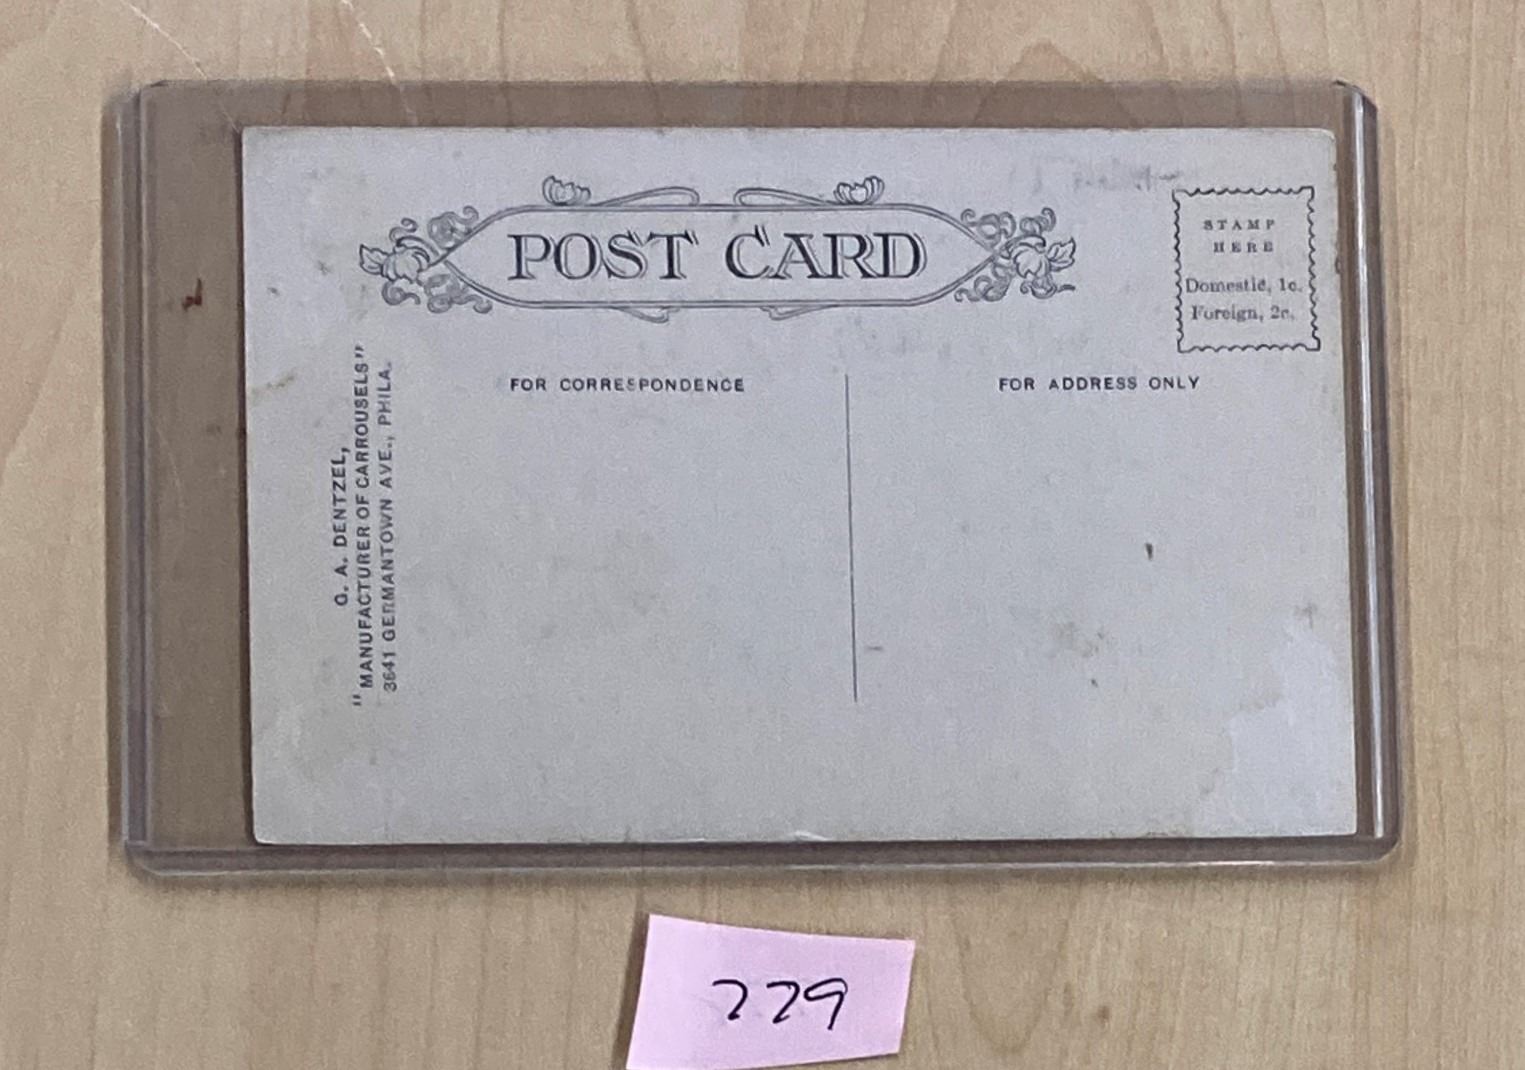 POST CARD
STAMP
HERE
Domestic, 1c.
Foreign, 2c.
FOR CORRESPONDENCE
FOR ADDRESS ONLY
G. A. DENTZEL,
"MANUFACTURER OF CARROUSELS"
3641 GERMANTOWN AVE., PHILA.
229